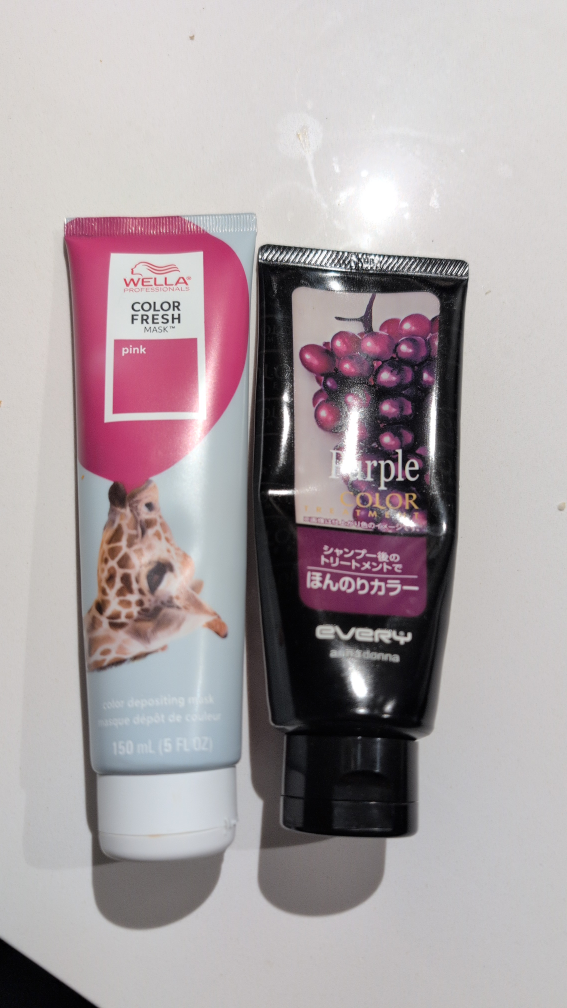 WELLA
PROFESSIONALS
COLOR
FRESH
MASK™
pink
color depositing mask
masque dépôt de couleur
150 mL (5 FL OZ)
Purple
COLOR
TREATMENT
シャンプー後の
トリートメントで
ほんのりカラー
every
anna donna